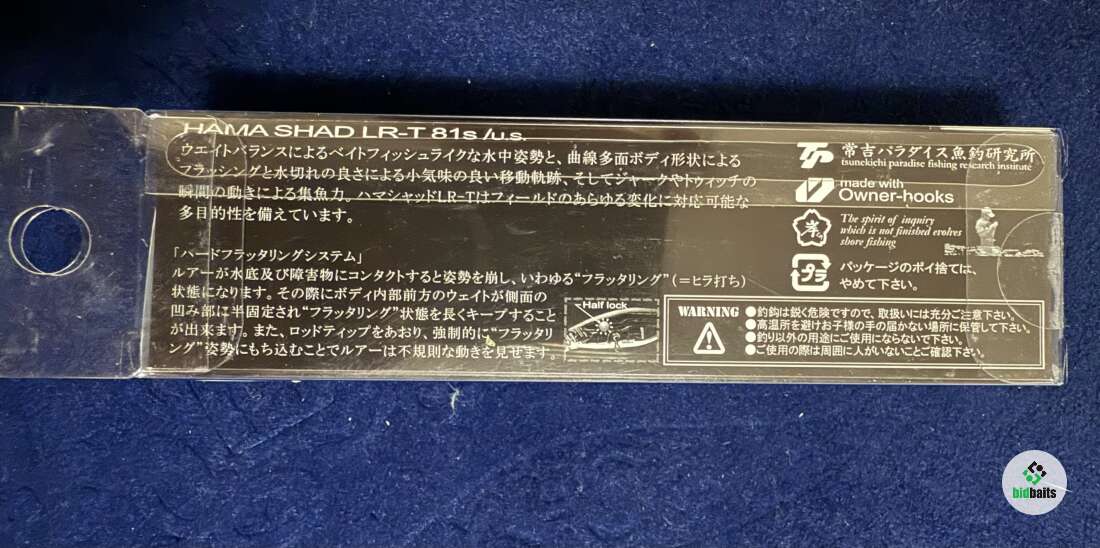 HAMA SHAD LR-T 81s /u.s.
ウエイトバランスによるベイトフィッシュライクな水中姿勢と、曲線多面ボディ形状による
フラッシングと水切れの良さによる小気味の良い移動軌跡、そしてジャークやトゥィッチの
瞬間の動きによる集魚力。ハマシャッドLR-Tはフィールドのあらゆる変化に対応可能な
多目的性を備えています。
「ハードフラッタリングシステム」
ルアーが水底及び障害物にコンタクトすると姿勢を崩し、いわゆる“フラッタリング”(=ヒラ打ち)
状態になります。その際にボディ内部前方のウェイトが側面の
凹み部に半固定され“フラッタリング”状態を長くキープすること
が出来ます。また、ロッドティップをあおり、強制的に“フラッタリ
ング”姿勢にもち込むことでルアーは不規則な動きを見せます。
Half lock
常吉パラダイス魚釣研究所
tsunekichi paradise fishing research institute
made with
Owner-hooks
The spirit of inquiry
which is not finished evolves
shore fishing
プラ
パッケージのポイ捨ては、
やめて下さい。
WARNING
●釣鈎は鋭く危険ですので、取扱いには充分ご注意下さい。
●高温所を避けお子様の手の届かない場所に保管して下さい。
●釣り以外の用途にご使用にならないで下さい。
●ご使用の際は周囲に人がいないことご確認下さい。
bidbaits